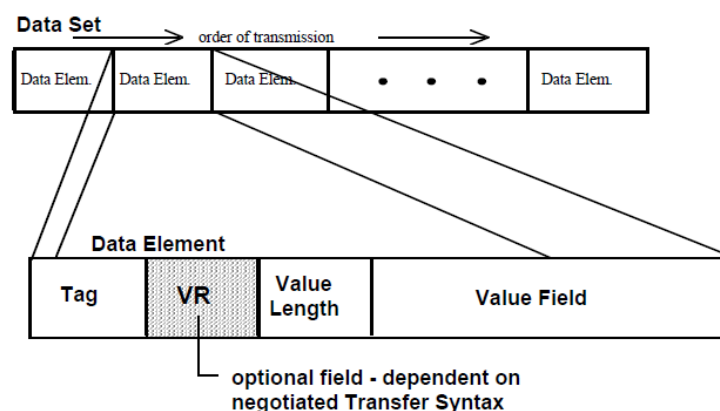 Data Set
order of transmission
Data Elem. Data Elem. Data Elem. Data Elem.
Data Element
Tag VR Value Length Value Field
optional field - dependent on
negotiated Transfer Syntax